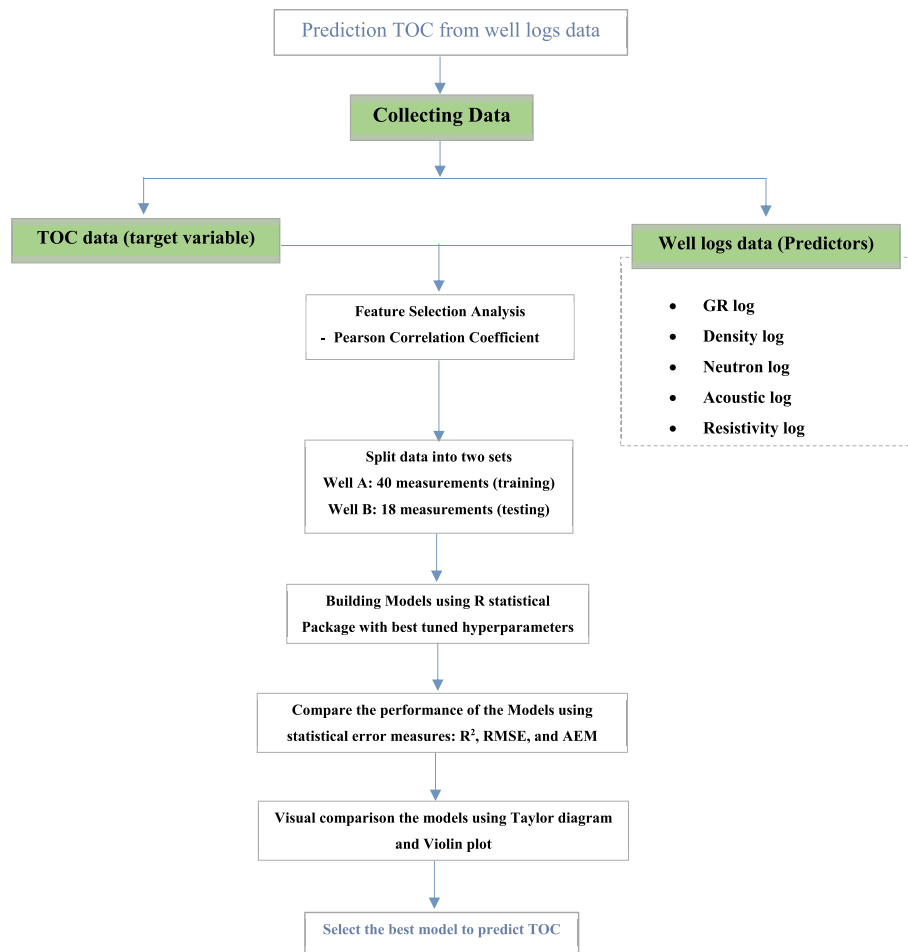 Prediction TOC from well logs data
Collecting Data
TOC data (target variable)
Well logs data (Predictors)
• GR log
• Density log
• Neutron log
• Acoustic log
• Resistivity log
Feature Selection Analysis
- Pearson Correlation Coefficient
Split data into two sets
Well A: 40 measurements (training)
Well B: 18 measurements (testing)
Building Models using R statistical
Package with best tuned hyperparameters
Compare the performance of the Models using
statistical error measures: R², RMSE, and AEM
Visual comparison the models using Taylor diagram
and Violin plot
Select the best model to predict TOC